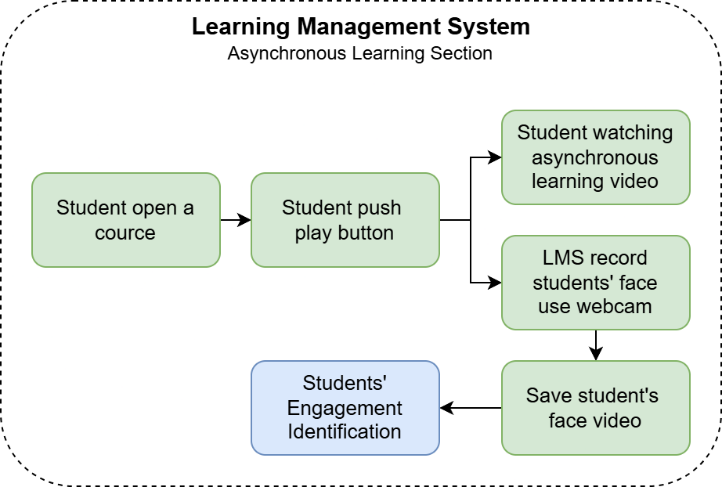 Learning Management System
Asynchronous Learning Section
Student open a
cource
Student push
play button
Student watching
asynchronous
learning video
LMS record
students' face
use webcam
Save student's
face video
Students'
Engagement
Identification